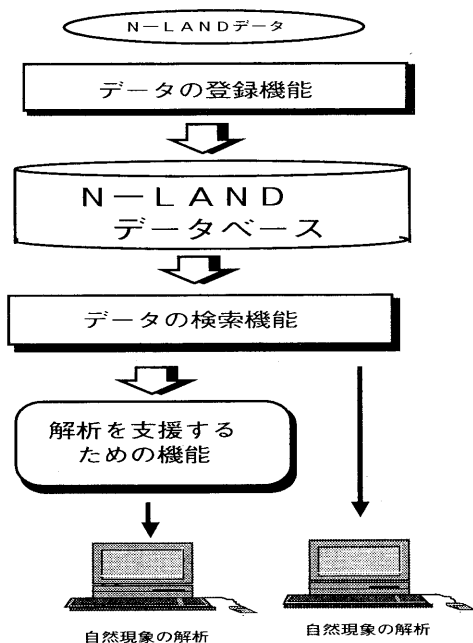 N－LANDデータ
データの登録機能
N－LAND
データベース
データの検索機能
解析を支援する
ための機能
自然現象の解析
自然現象の解析